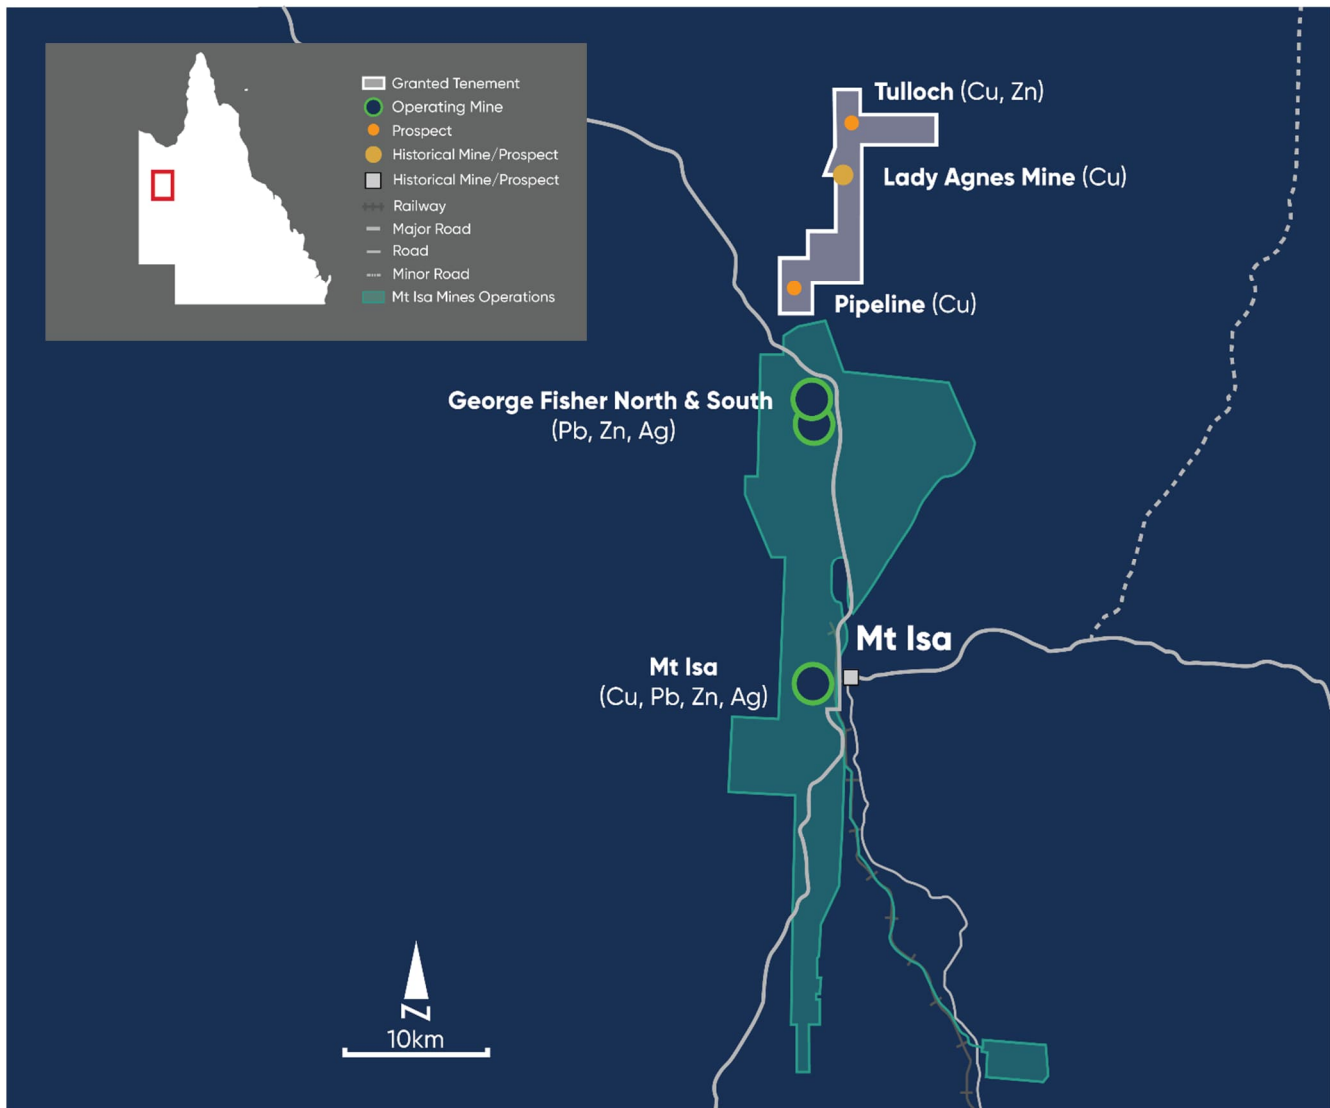 Granted Tenement
Operating Mine
Prospect
Historical Mine/Prospect
Historical Mine/Prospect
Railway
Major Road
Road
Minor Road
Mt Isa Mines Operations
Tulloch (Cu, Zn)
Lady Agnes Mine (Cu)
Pipeline (Cu)
George Fisher North & South
(Pb, Zn, Ag)
Mt Isa
Mt Isa
(Cu, Pb, Zn, Ag)
N
10km